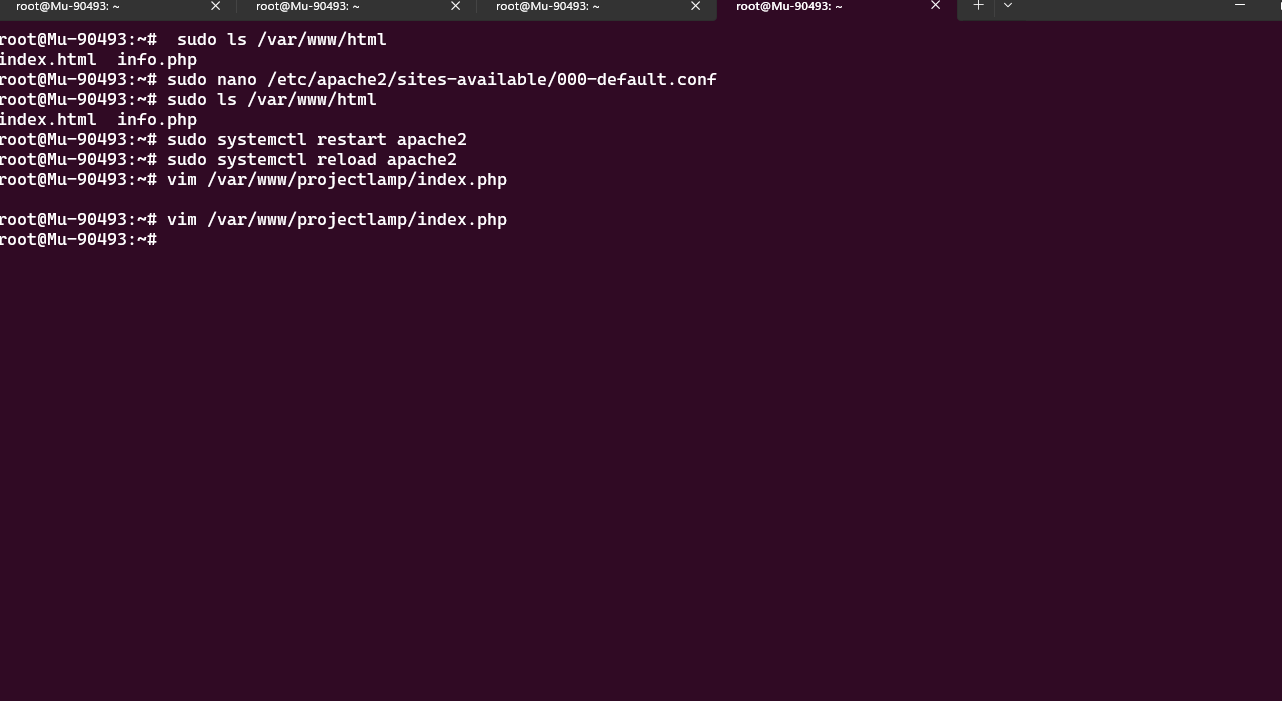 root@Mu-90493: ~ root@Mu-90493: ~ root@Mu-90493: ~ root@Mu-90493: ~
root@Mu-90493:~#  sudo ls /var/www/html
index.html  info.php
root@Mu-90493:~# sudo nano /etc/apache2/sites-available/000-default.conf
root@Mu-90493:~# sudo ls /var/www/html
index.html  info.php
root@Mu-90493:~# sudo systemctl restart apache2
root@Mu-90493:~# sudo systemctl reload apache2
root@Mu-90493:~# vim /var/www/projectlamp/index.php
root@Mu-90493:~# vim /var/www/projectlamp/index.php
root@Mu-90493:~#